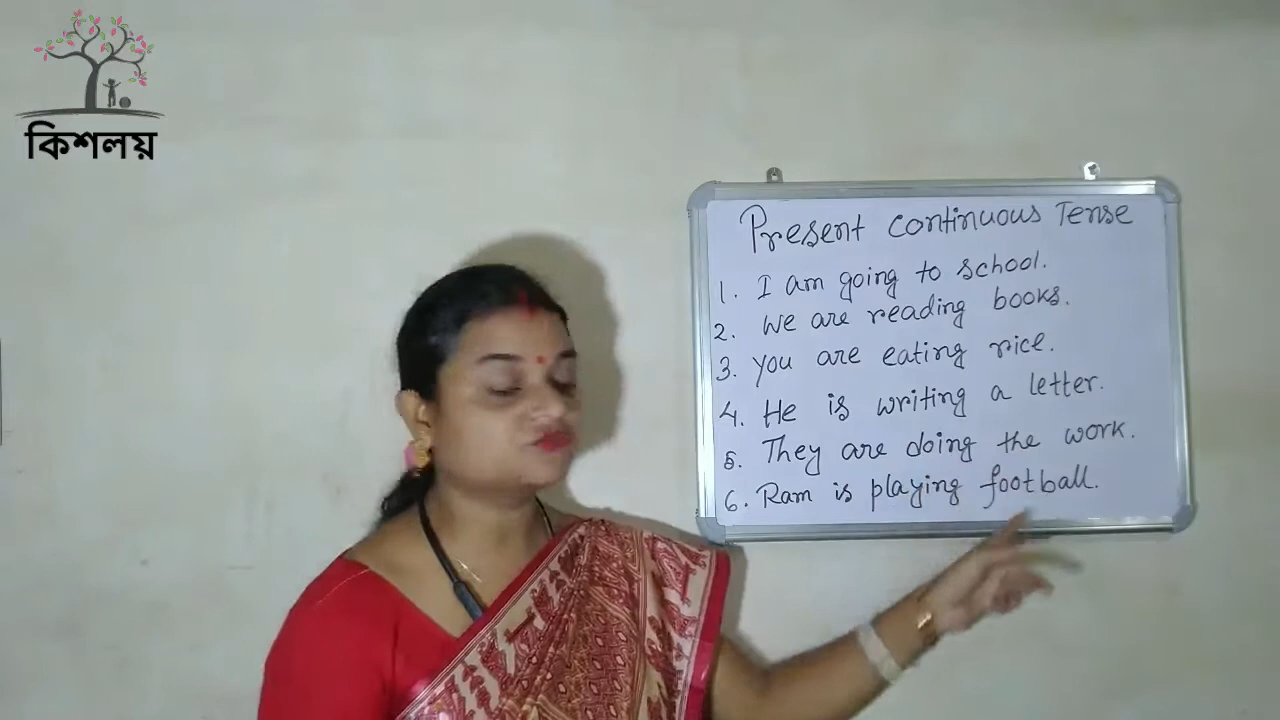 কিশলয়
Present Continuous Tense
1. I am going to school.
2. We are reading books.
3. You are eating rice.
4. He is writing a letter.
5. They are doing the work.
6. Ram is playing football.